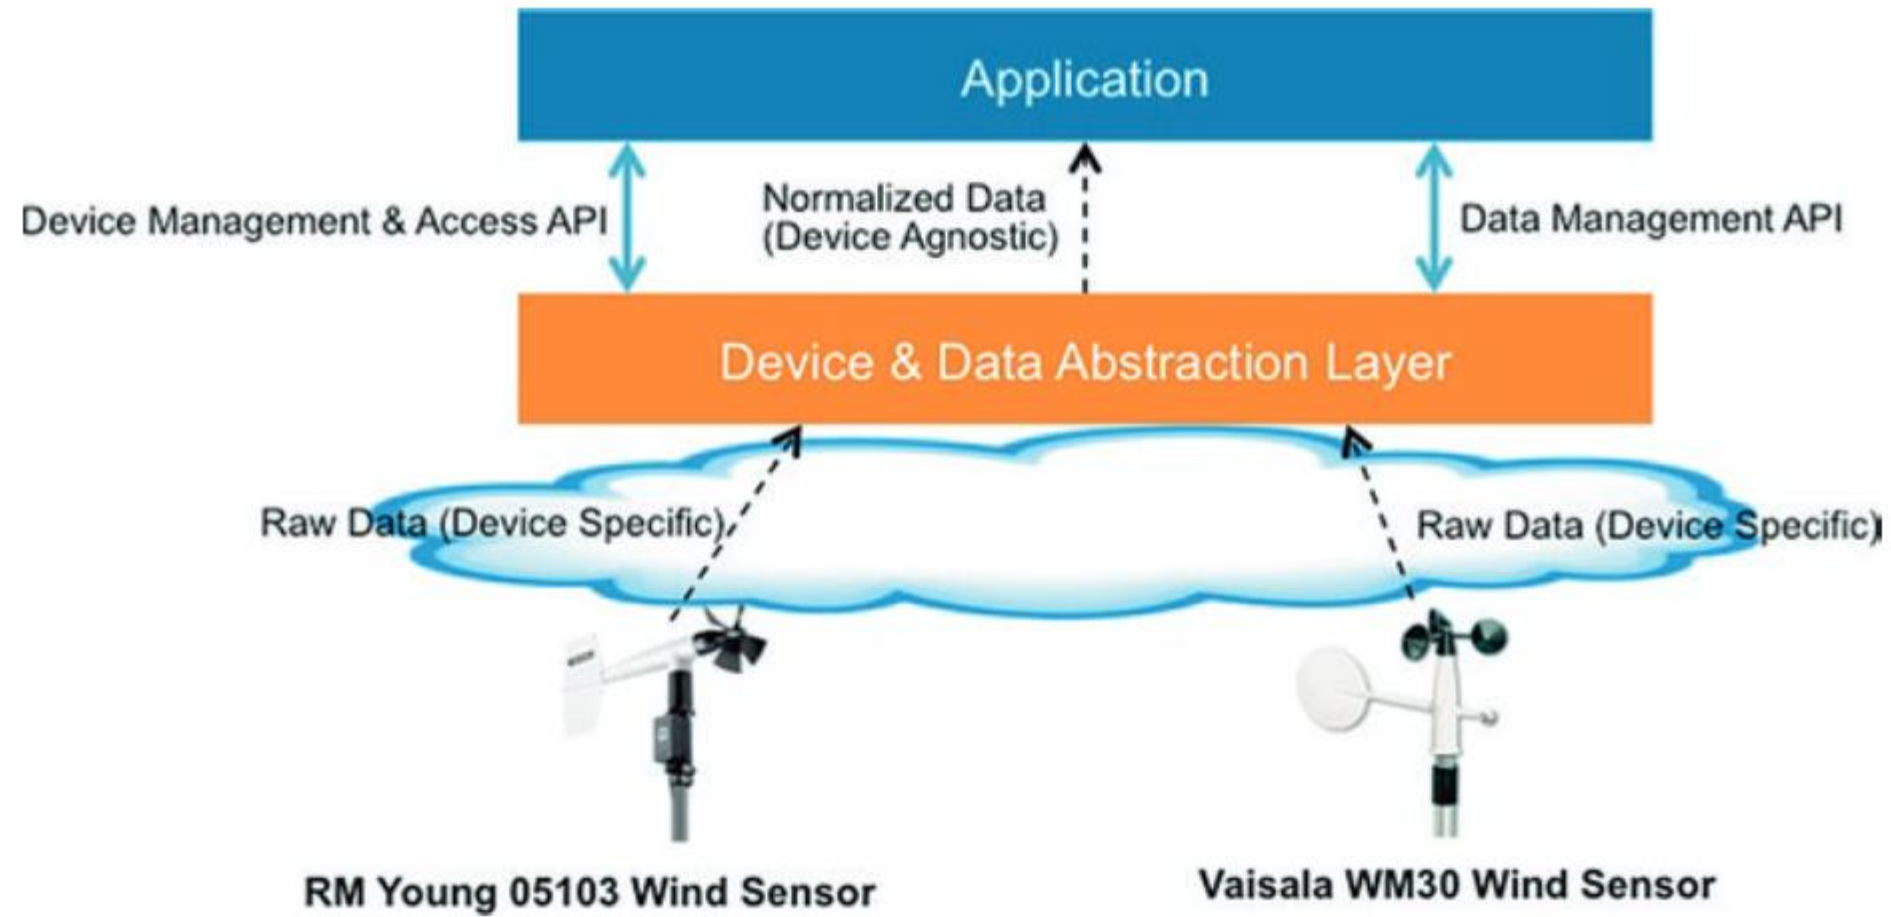 Application
Device Management & Access API
Normalized Data
(Device Agnostic)
Data Management API
Device & Data Abstraction Layer
Raw Data (Device Specific)
Raw Data (Device Specific)
RM Young 05103 Wind Sensor
Vaisala WM30 Wind Sensor